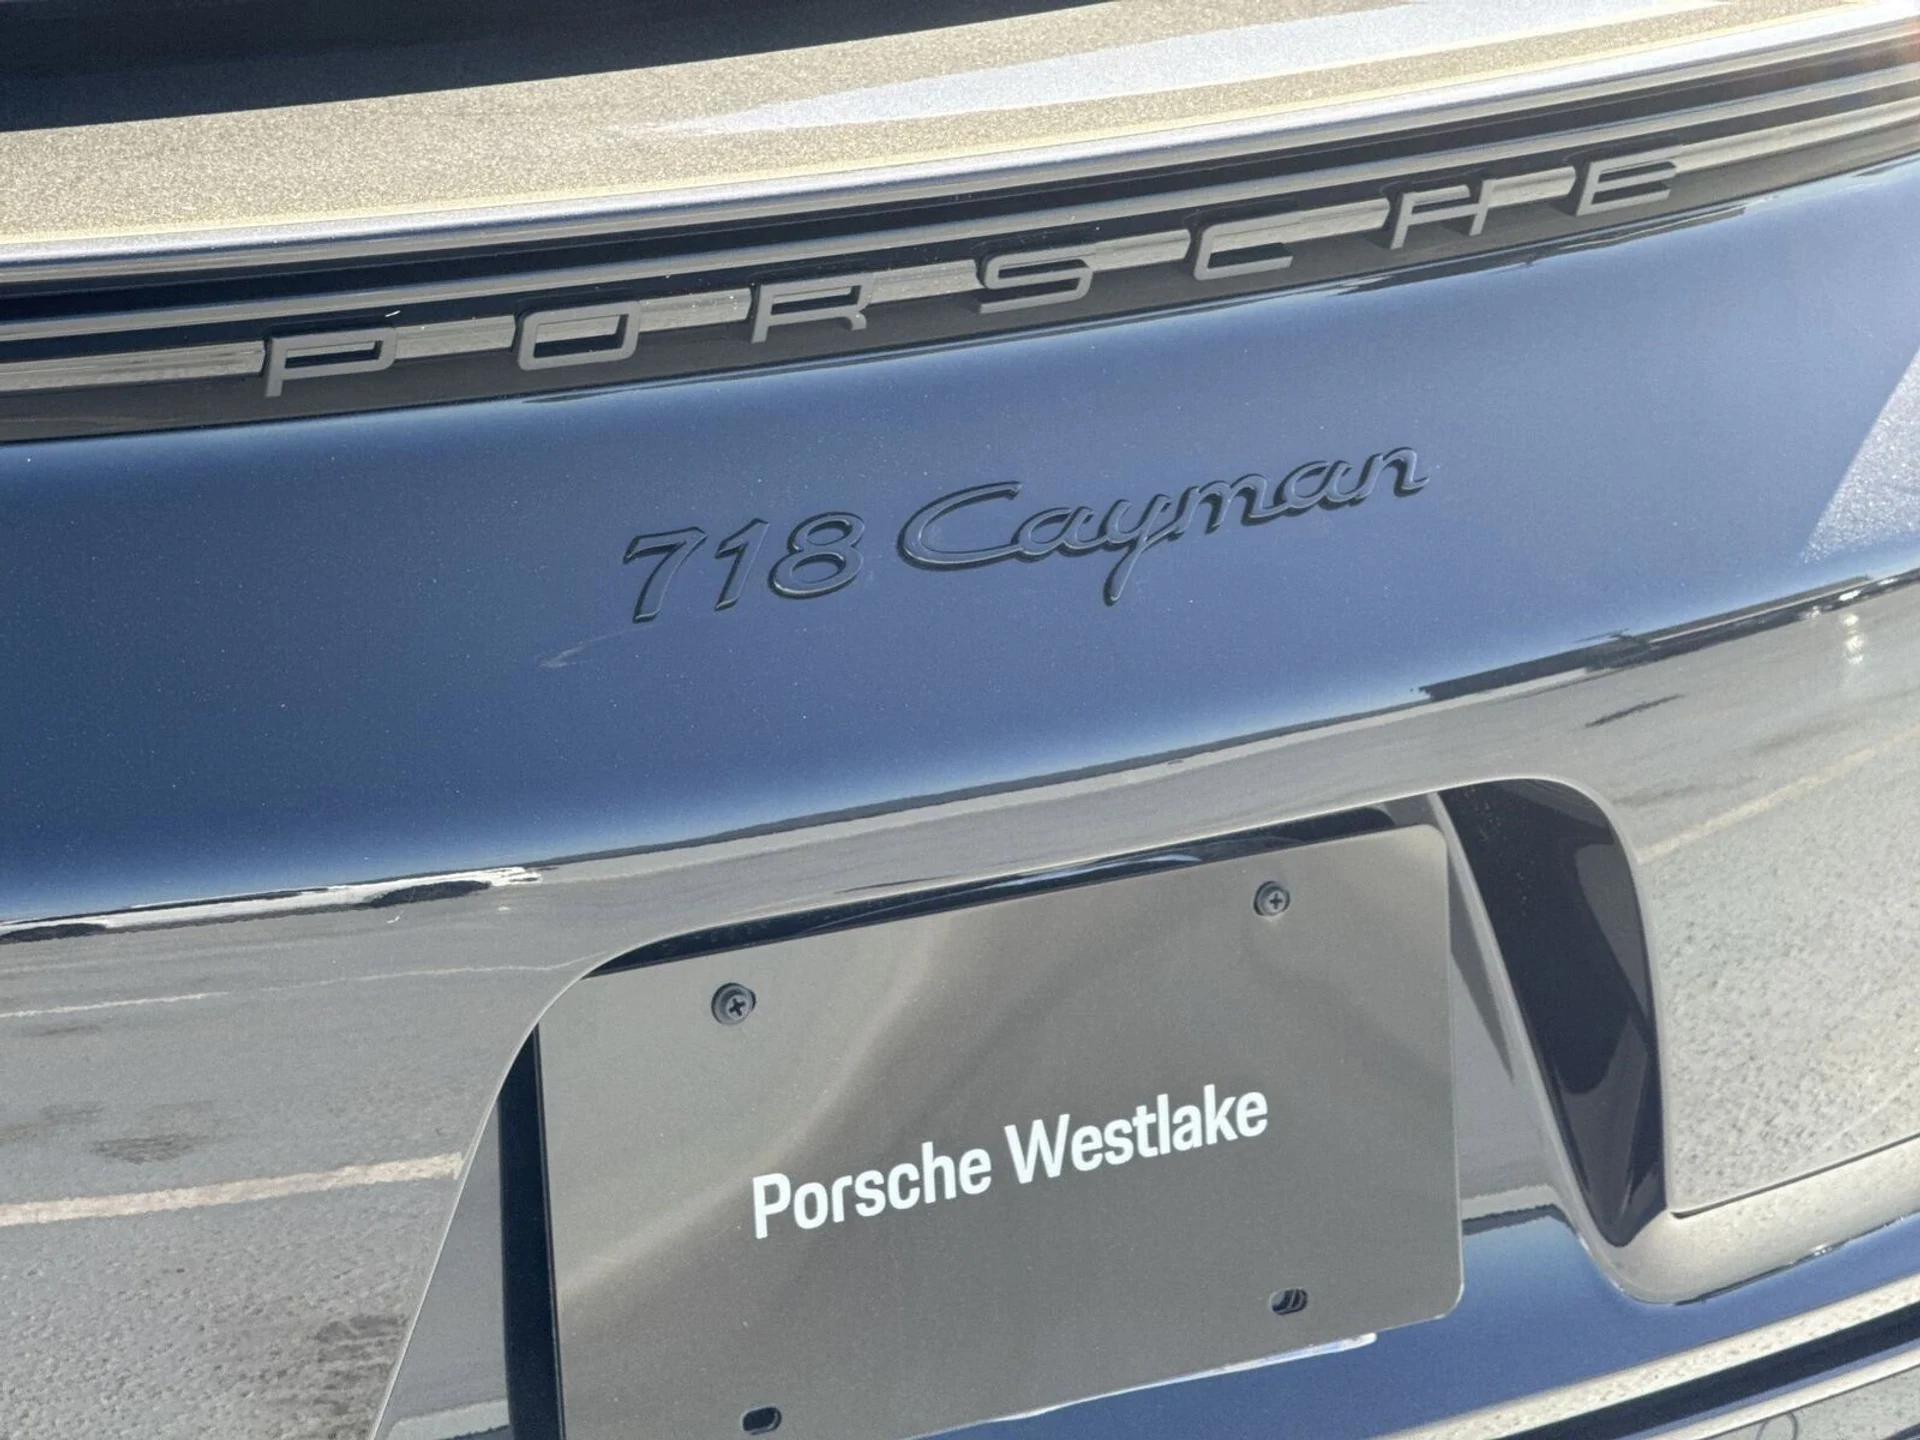 PORSCHE
718 Cayman
Porsche Westlake